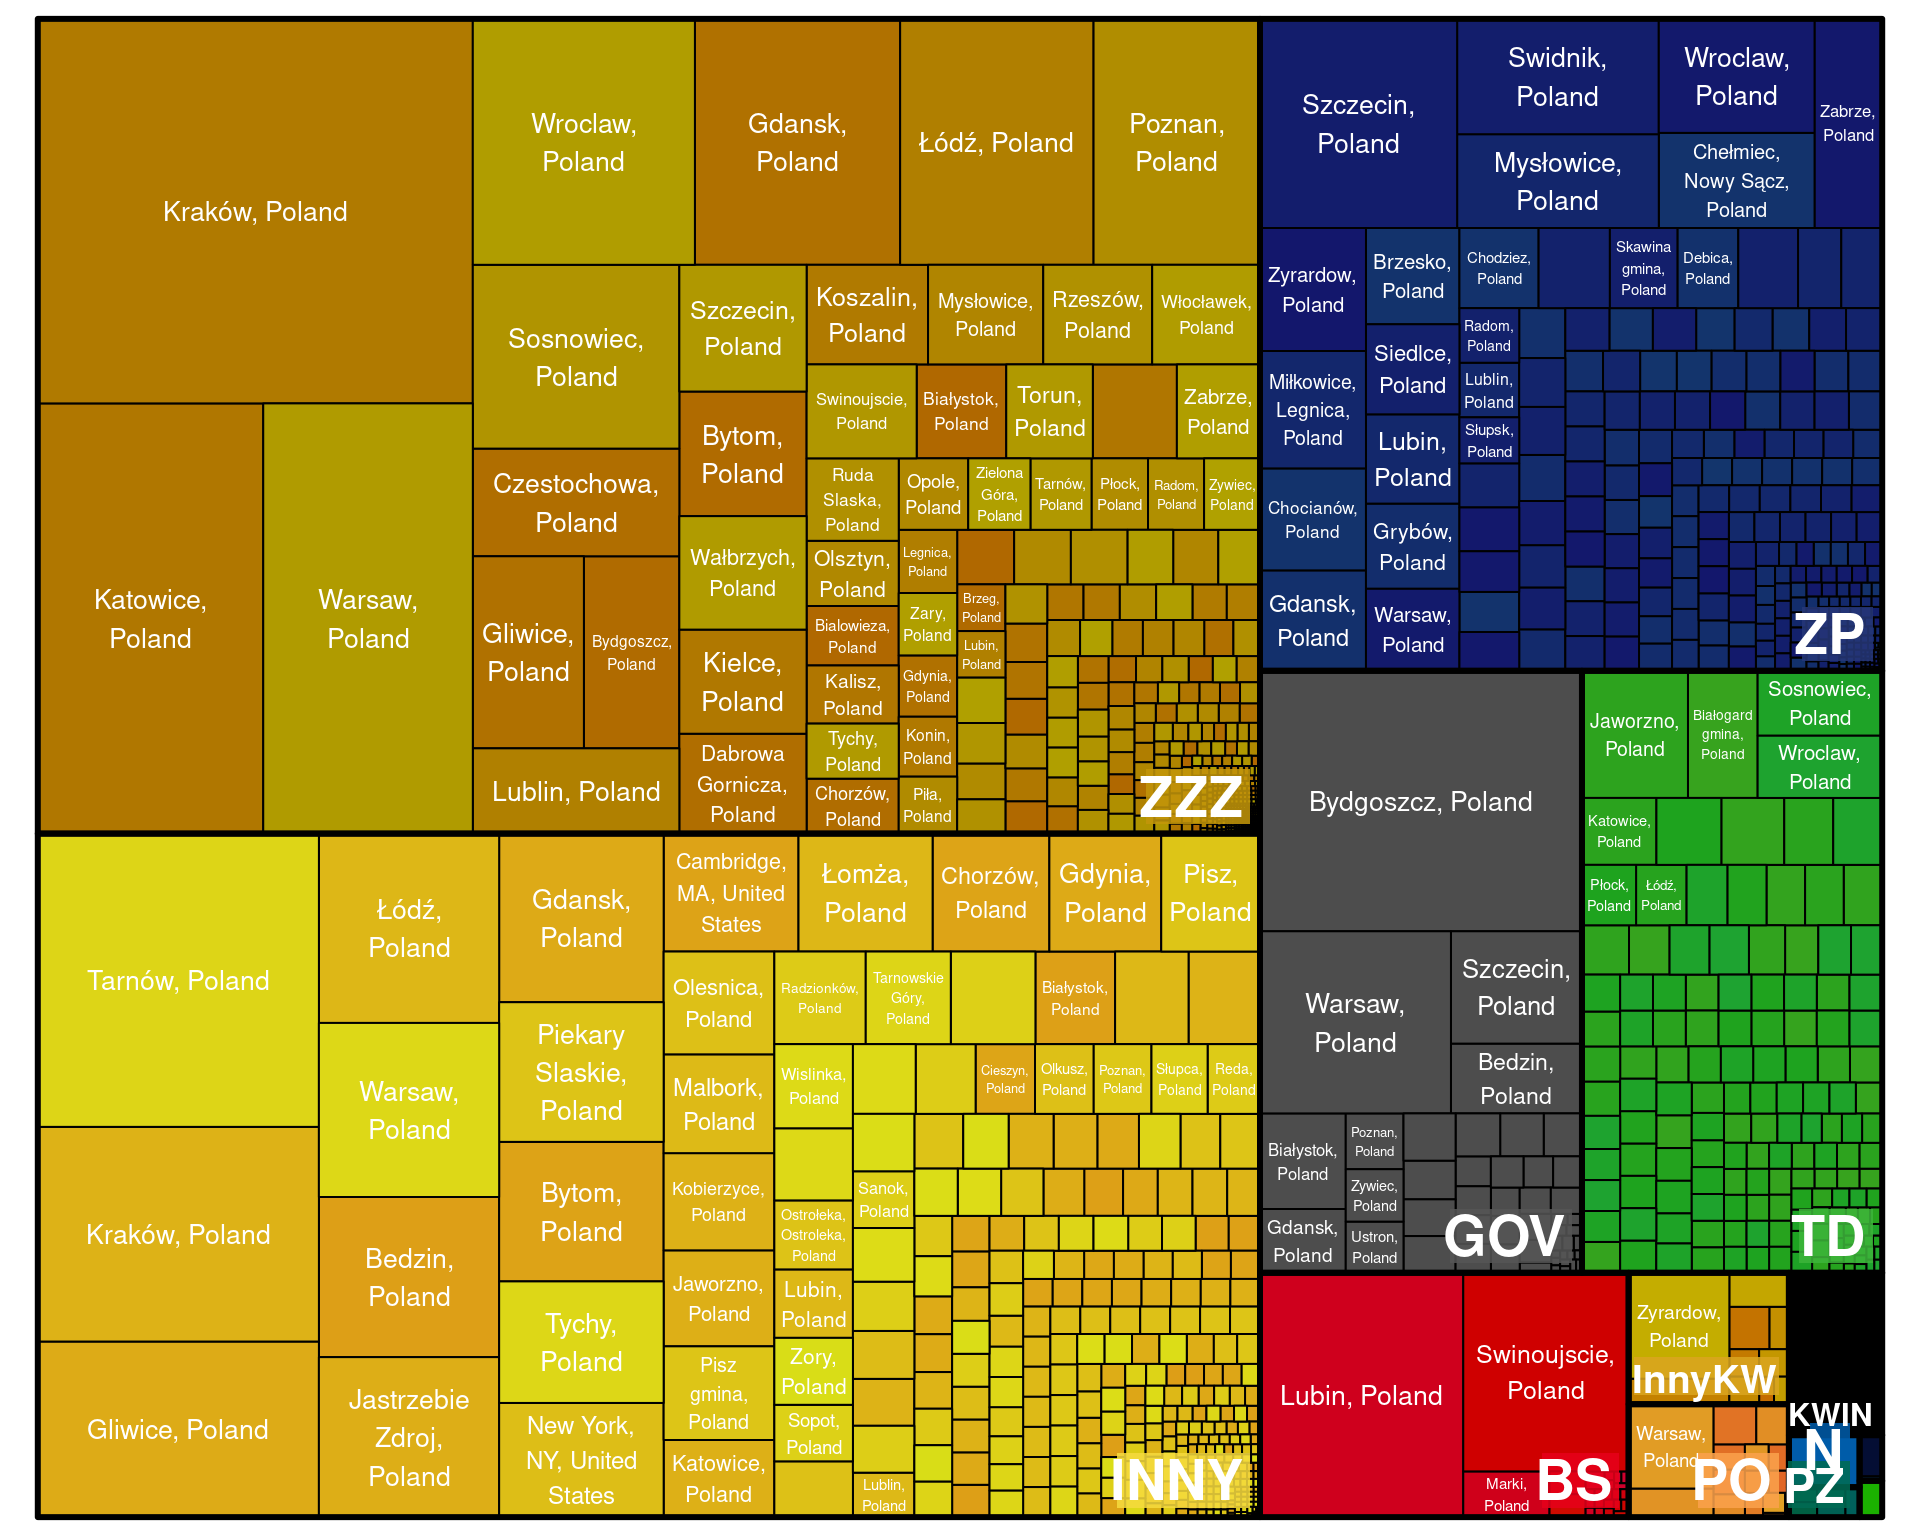 Kraków, Poland
Katowice,
Poland
Warsaw,
Poland
Wroclaw,
Poland
Gdansk,
Poland
Łódź, Poland
Poznan,
Poland
Sosnowiec,
Poland
Czestochowa,
Poland
Gliwice,
Poland
Bydgoszcz,
Poland
Lublin, Poland
Szczecin,
Poland
Bytom,
Poland
Wałbrzych,
Poland
Kielce,
Poland
Dabrowa
Gornicza,
Poland
Koszalin,
Poland
Mysłowice,
Poland
Rzeszów,
Poland
Włocławek,
Poland
Swinoujscie,
Poland
Białystok,
Poland
Torun,
Poland
Zabrze,
Poland
Ruda
Slaska,
Poland
Olsztyn,
Poland
Bialowieza,
Poland
Kalisz,
Poland
Tychy,
Poland
Chorzów,
Poland
Opole,
Poland
Zielona
Góra,
Poland
Tarnów,
Poland
Płock,
Poland
Radom,
Poland
Zywiec,
Poland
Legnica,
Poland
Zary,
Poland
Gdynia,
Poland
Konin,
Poland
Piła,
Poland
Brzeg,
Poland
Lubin,
Poland
ZZZ
Tarnów, Poland
Kraków, Poland
Gliwice, Poland
Łódź,
Poland
Warsaw,
Poland
Bedzin,
Poland
Jastrzebie
Zdroj,
Poland
Gdansk,
Poland
Piekary
Slaskie,
Poland
Bytom,
Poland
Tychy,
Poland
New York,
NY, United
States
Cambridge,
MA, United
States
Łomża,
Poland
Chorzów,
Poland
Gdynia,
Poland
Pisz,
Poland
Olesnica,
Poland
Malbork,
Poland
Kobierzyce,
Poland
Jaworzno,
Poland
Pisz
gmina,
Poland
Katowice,
Poland
Radzionków,
Poland
Tarnowskie
Góry,
Poland
Białystok,
Poland
Wislinka,
Poland
Ostrołeka,
Ostroleka,
Poland
Lubin,
Poland
Zory,
Poland
Sopot,
Poland
Cieszyn,
Poland
Olkusz,
Poland
Poznan,
Poland
Słupca,
Poland
Reda,
Poland
Sanok,
Poland
Lublin,
Poland
INNY
Szczecin,
Poland
Swidnik,
Poland
Mysłowice,
Poland
Wroclaw,
Poland
Chełmiec,
Nowy Sącz,
Poland
Zabrze,
Poland
Zyrardow,
Poland
Miłkowice,
Legnica,
Poland
Chocianów,
Poland
Gdansk,
Poland
Brzesko,
Poland
Siedlce,
Poland
Lubin,
Poland
Grybów,
Poland
Warsaw,
Poland
Chodziez,
Poland
Skawina
gmina,
Poland
Debica,
Poland
Radom,
Poland
Lublin,
Poland
Słupsk,
Poland
ZP
Bydgoszcz, Poland
Warsaw,
Poland
Szczecin,
Poland
Bedzin,
Poland
Białystok,
Poland
Gdansk,
Poland
Poznan,
Poland
Zywiec,
Poland
Ustron,
Poland
GOV
Jaworzno,
Poland
Białogard
gmina,
Poland
Sosnowiec,
Poland
Wroclaw,
Poland
Katowice,
Poland
Płock,
Poland
Łódź,
Poland
TD
Lubin, Poland
Swinoujscie,
Poland
Marki,
Poland
BS
Zyrardow,
Poland
InnyKW
Warsaw,
Poland
PO
KWIN
N
PZ